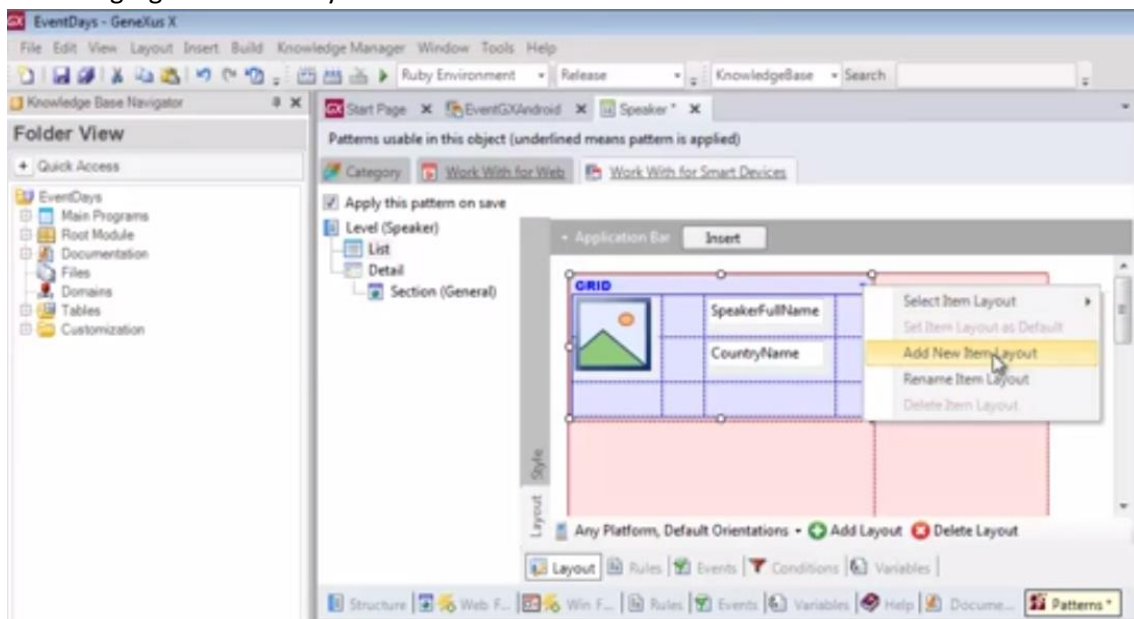 EventDays - GeneXus X
File Edit View Layout Insert Build Knowledge Manager Window Tools Help
Ruby Environment Release KnowledgeBase Search
Knowledge Base Navigator
Folder View
Quick Access
EventDays
Main Programs
Root Module
Documentation
Files
Domains
Tables
Customization
Start Page EventGXAndroid Speaker *
Patterns usable in this object (underlined means pattern is applied)
Category Work With for Web Work With for Smart Devices
Apply this pattern on save
Level (Speaker)
List
Detail
Section (General)
Application Bar Insert
GRID
SpeakerFullName
CountryName
Select Item Layout
Set Item Layout as Default
Add New Item Layout
Rename Item Layout
Delete Item Layout
Style
Layout
Any Platform, Default Orientations Add Layout Delete Layout
Layout Rules Events Conditions Variables
Structure Web F... Win F... Rules Events Variables Help Docume... Patterns *